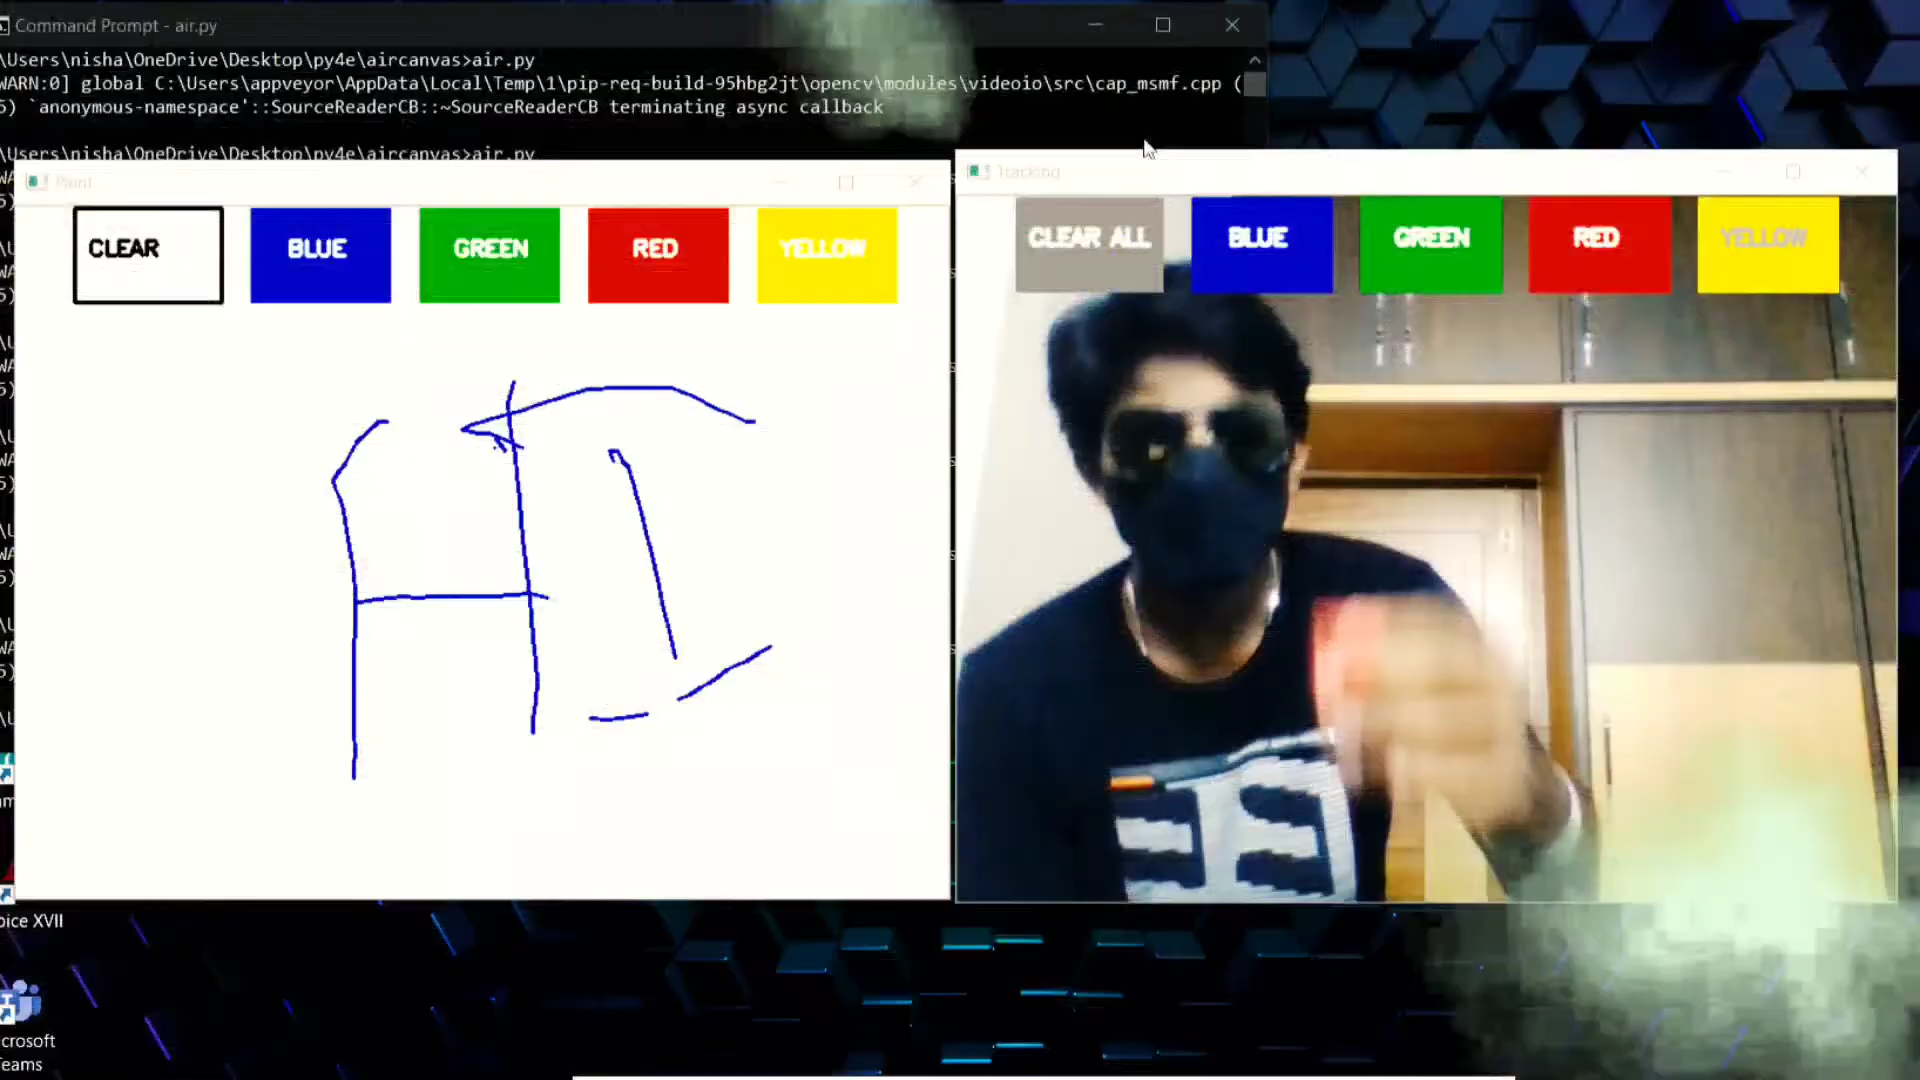 Command Prompt - air.py
\Users\nisha\OneDrive\Desktop\py4e\aircanvas>air.py
WARN:0] global C:\Users\appveyor\AppData\Local\Temp\1\pip-req-build-95hbg2jt\opencv\modules\videoio\src\cap_msmf.cpp (
5) `anonymous-namespace'::SourceReaderCB::~SourceReaderCB terminating async callback
\Users\nisha\OneDrive\Desktop\py4e\aircanvas>air.py
Paint
CLEAR BLUE GREEN RED YELLOW
HI
Tracking
CLEAR ALL BLUE GREEN RED YELLOW
oice XVII
crosoft
eams